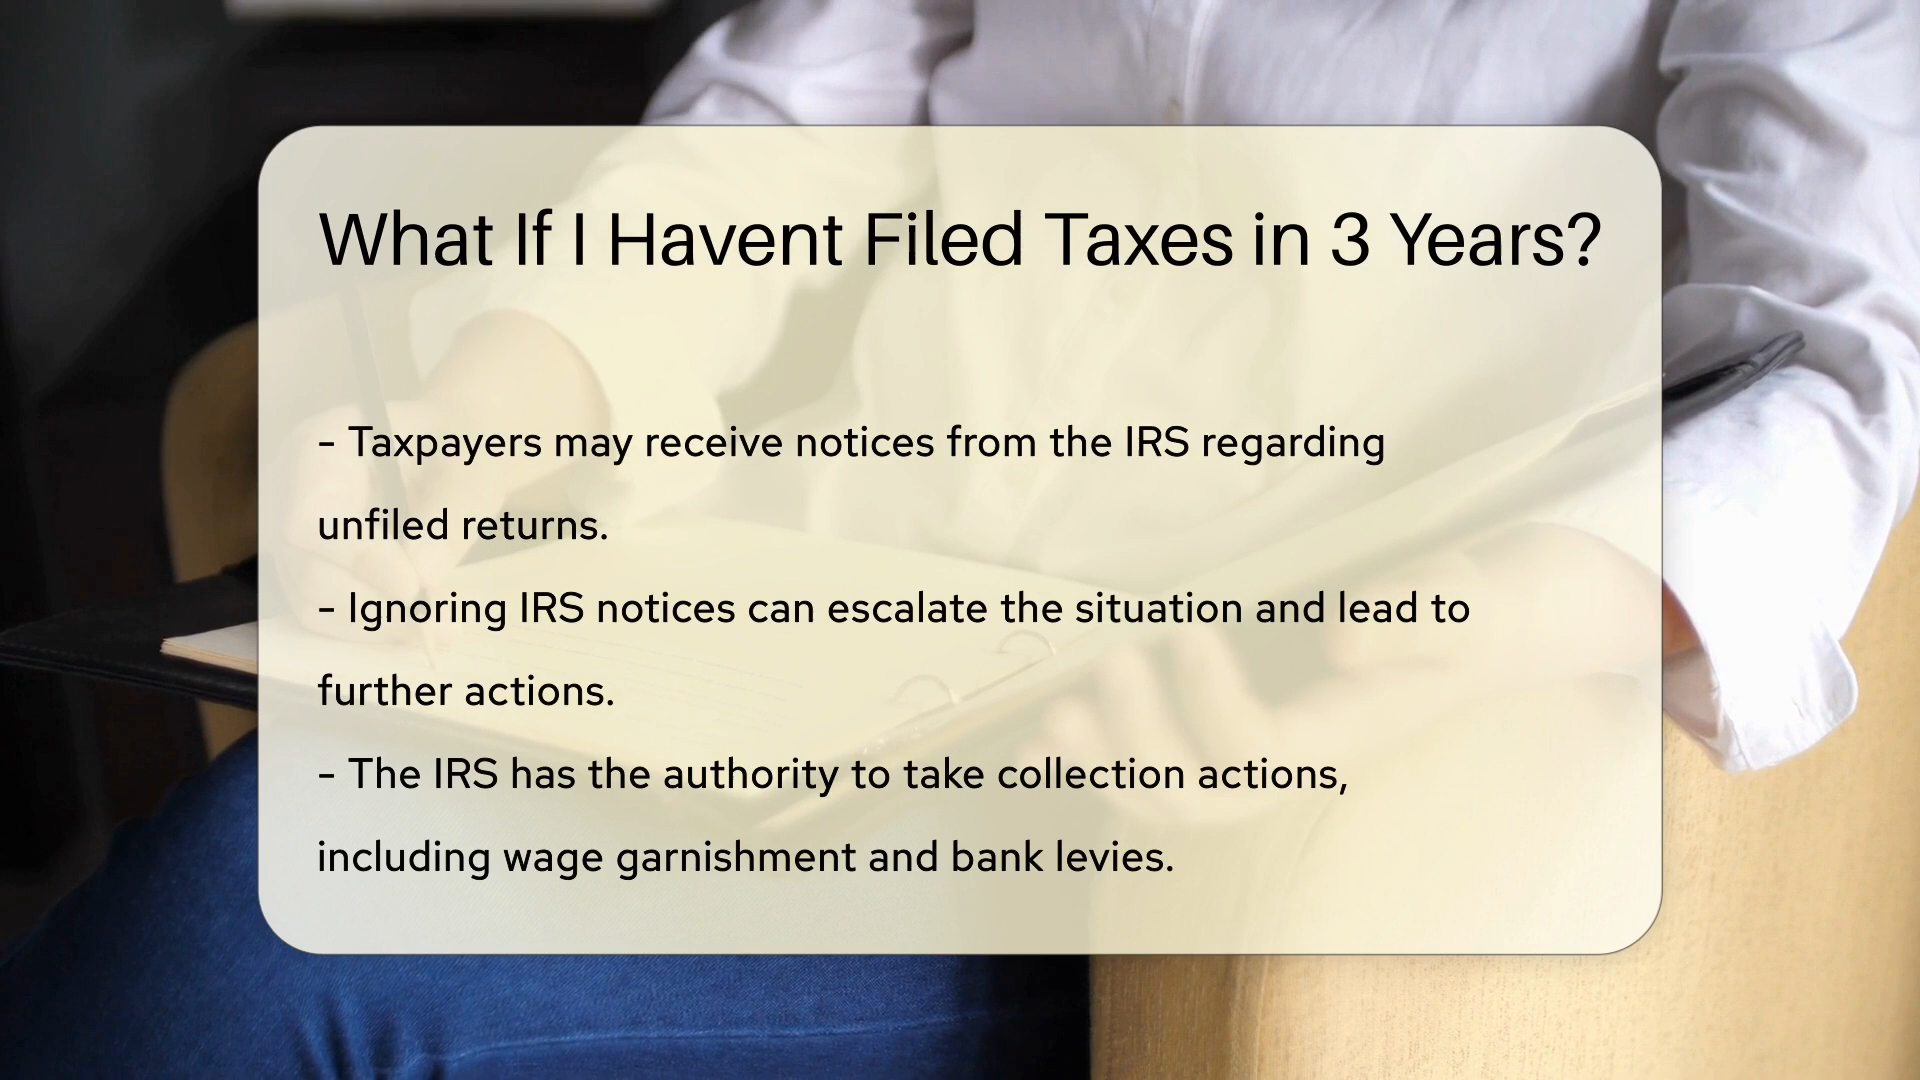 What If I Havent Filed Taxes in 3 Years?
- Taxpayers may receive notices from the IRS regarding
unfiled returns.
- Ignoring IRS notices can escalate the situation and lead to
further actions.
- The IRS has the authority to take collection actions,
including wage garnishment and bank levies.